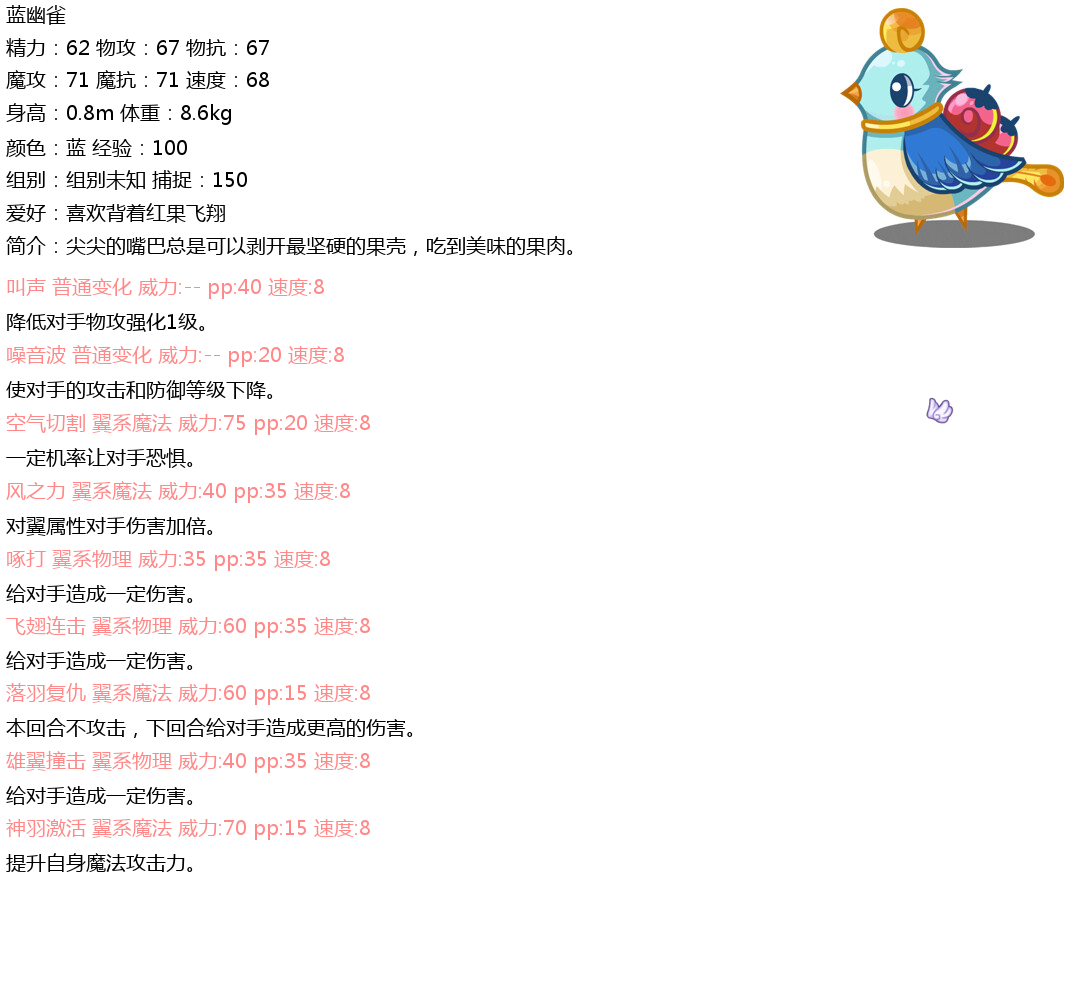 蓝幽雀
精力：62 物攻：67 物抗：67
魔攻：71 魔抗：71 速度：68
身高：0.8m 体重：8.6kg
颜色：蓝 经验：100
组别：组别未知 捕捉：150
爱好：喜欢背着红果飞翔
简介：尖尖的嘴巴总是可以剥开最坚硬的果壳，吃到美味的果肉。
叫声 普通变化 威力:-- pp:40 速度:8
降低对手物攻强化1级。
噪音波 普通变化 威力:-- pp:20 速度:8
使对手的攻击和防御等级下降。
空气切割 翼系魔法 威力:75 pp:20 速度:8
一定机率让对手恐惧。
风之力 翼系魔法 威力:40 pp:35 速度:8
对翼属性对手伤害加倍。
啄打 翼系物理 威力:35 pp:35 速度:8
给对手造成一定伤害。
飞翅连击 翼系物理 威力:60 pp:35 速度:8
给对手造成一定伤害。
落羽复仇 翼系魔法 威力:60 pp:15 速度:8
本回合不攻击，下回合给对手造成更高的伤害。
雄翼撞击 翼系物理 威力:40 pp:35 速度:8
给对手造成一定伤害。
神羽激活 翼系魔法 威力:70 pp:15 速度:8
提升自身魔法攻击力。